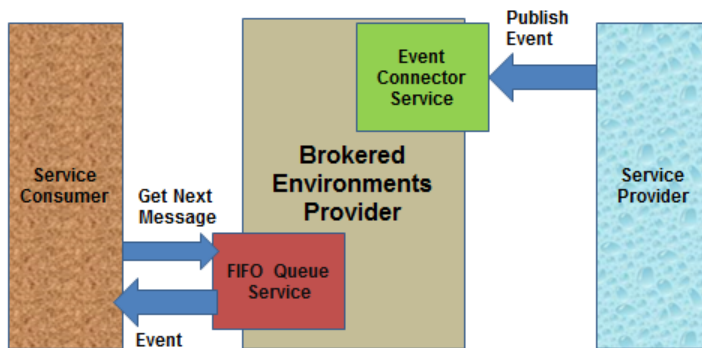 Publish
Event
Event
Connector
Service
Brokered
Environments
Provider
Service
Consumer
Service
Provider
Get Next
Message
FIFO Queue
Service
Event